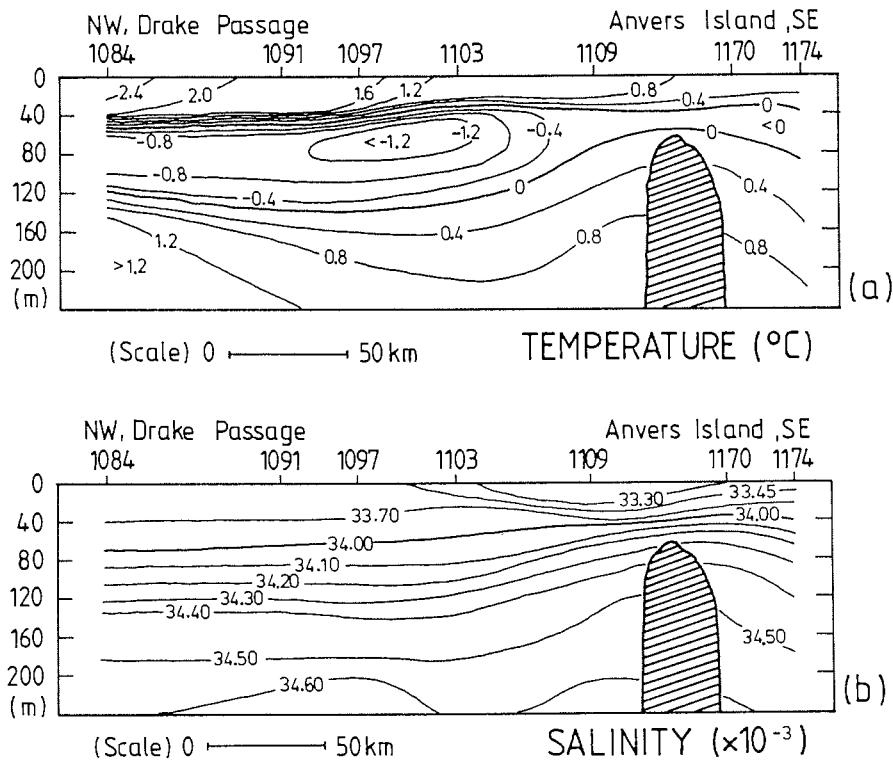 NW, Drake Passage Anvers Island ,SE
1084 1091 1097 1103 1109 1170 1174
0
2.4 2.0 1.6 1.2 0.8 0.4
40
0
-0.8 <-1.2 -1.2 -0.4 <0
80
0
-0.8
120
-0.4 0 0.4
160
0.4 0.8
1.2 0.8 0.8
200
>1.2
(m)
(a)
(Scale) 0 50 km TEMPERATURE (°C)
NW, Drake Passage Anvers Island ,SE
1084 1091 1097 1103 1109 1170 1174
0
33.30 33.45
40
33.70 34.00
34.00
80
34.10
34.20
120
34.30
34.40
160
34.50
34.50
200
34.60
(m)
(b)
(Scale) 0 50 km SALINITY (×10⁻³)